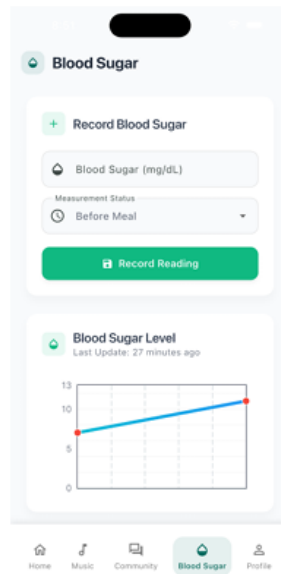 Blood Sugar
Record Blood Sugar
Blood Sugar (mg/dL)
Measurement Status
Before Meal
Record Reading
Blood Sugar Level
Last Update: 27 minutes ago
13
10
5
0
Home Music Community Blood Sugar Profile